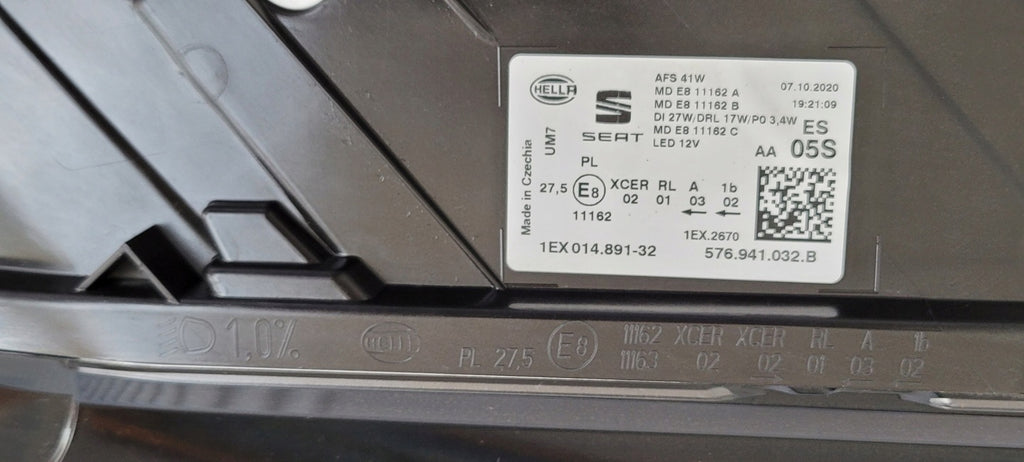 HELLA
SEAT
AFS 41W
MD E8 11162 A
MD E8 11162 B
DI 27W/DRL 17W/PO 3,4W
MD E8 11162 C
LED 12V
07.10.2020
19:21:09
ES
AA 05S
Made in Czechia
UM7
PL
27,5 E8 XCER RL A 1b
02 01 03 02
11162
1EX.2670
1EX 014.891-32
576.941.032.B
1,0% HELLA PL 27,5 E8
11162 XCER XCER RL A 1b
11163 02 02 01 03 02